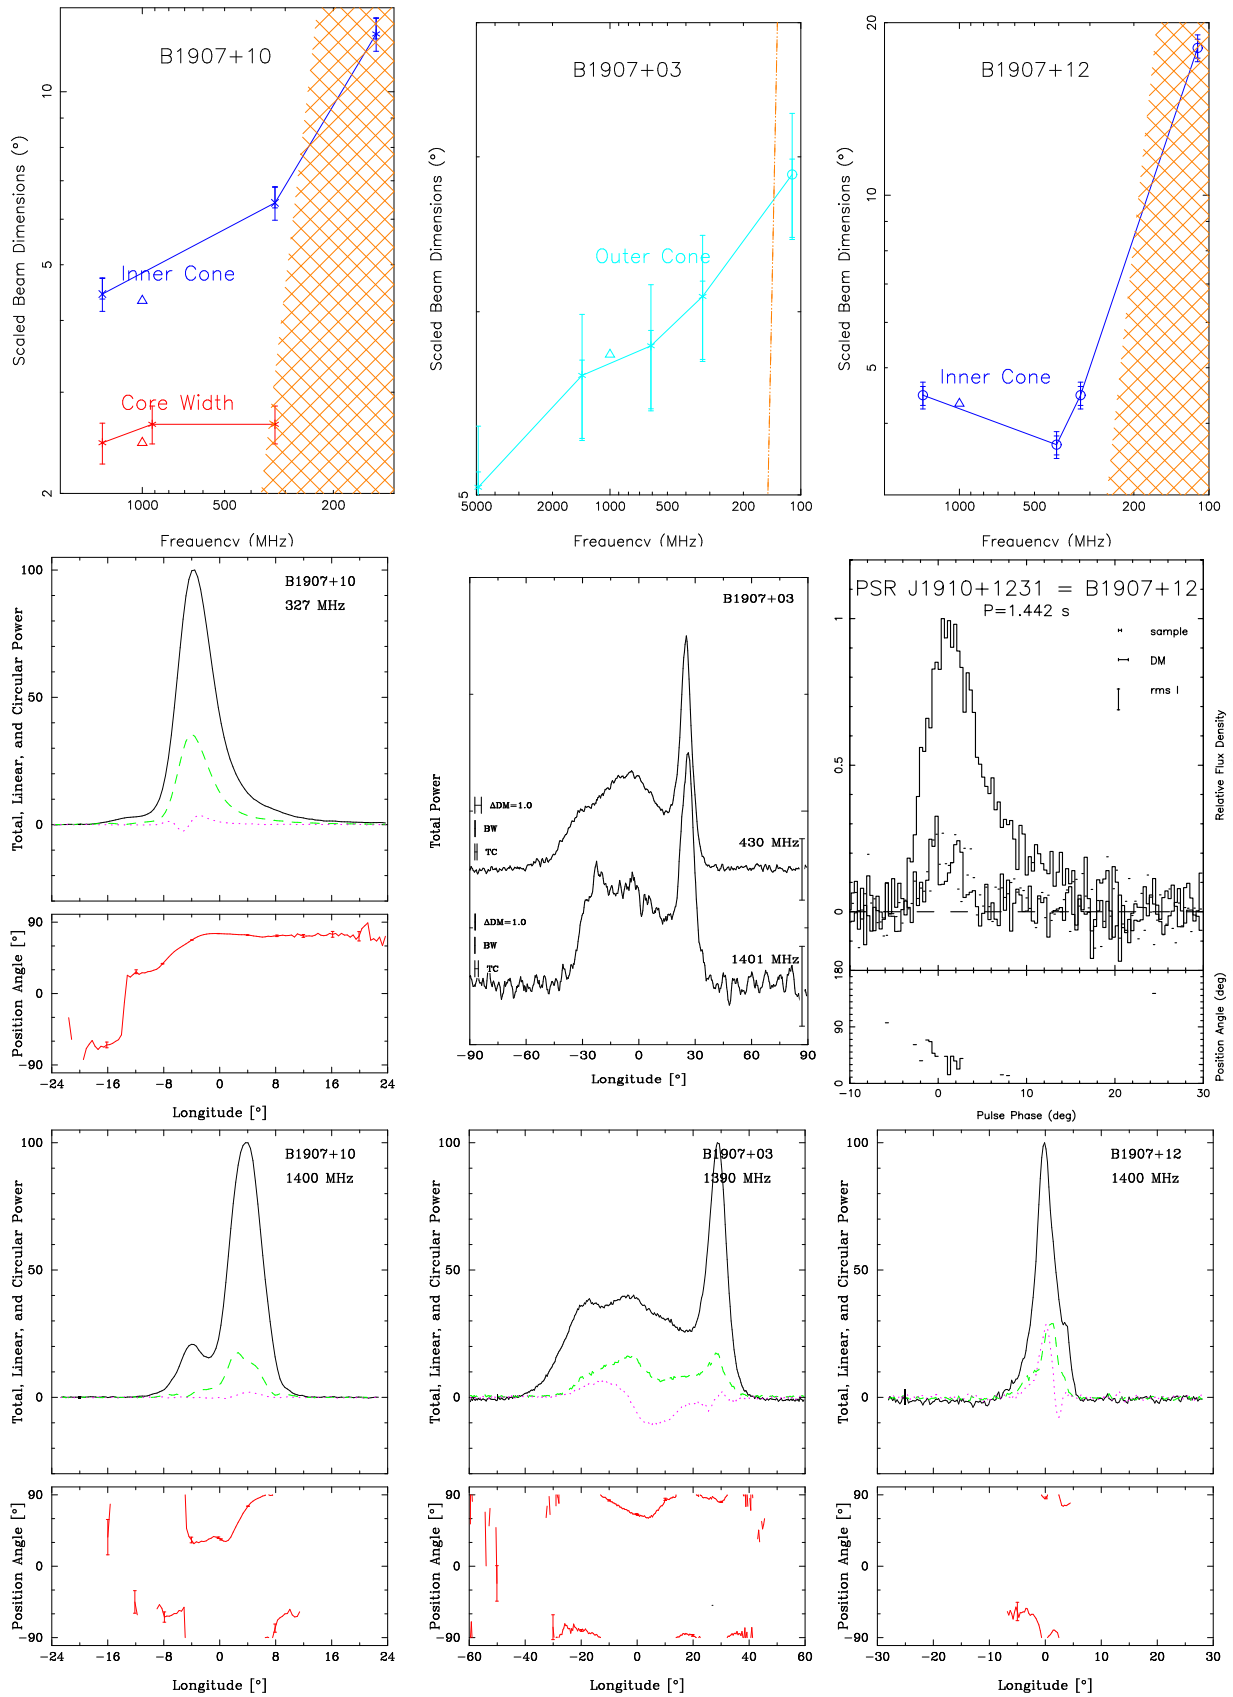 B1907+10
10
5
2
Scaled Beam Dimensions (°)
Inner Cone
Core Width
1000
500
200
Frequency (MHz)
B1907+03
5
Scaled Beam Dimensions (°)
Outer Cone
5000
2000
1000
500
200
100
Frequency (MHz)
B1907+12
20
10
5
Scaled Beam Dimensions (°)
Inner Cone
1000
500
200
100
Frequency (MHz)
B1907+10
327 MHz
100
50
0
Total, Linear, and Circular Power
90
0
−90
Position Angle [°]
−24
−16
−8
0
8
16
24
Longitude [°]
B1907+03
Total Power
ΔDM=1.0
BW
TC
430 MHz
ΔDM=1.0
BW
TC
1401 MHz
−90
−60
−30
0
30
60
90
Longitude [°]
PSR J1910+1231 = B1907+12
P=1.442 s
sample
DM
rms I
1
0.5
0
Relative Flux Density
180
90
0
Position Angle (deg)
−10
0
10
20
30
Pulse Phase (deg)
B1907+10
1400 MHz
100
50
0
Total, Linear, and Circular Power
90
0
−90
Position Angle [°]
−24
−16
−8
0
8
16
24
Longitude [°]
B1907+03
1390 MHz
100
50
0
Total, Linear, and Circular Power
90
0
−90
Position Angle [°]
−60
−40
−20
0
20
40
60
Longitude [°]
B1907+12
1400 MHz
100
50
0
Total, Linear, and Circular Power
90
0
−90
Position Angle [°]
−30
−20
−10
0
10
20
30
Longitude [°]